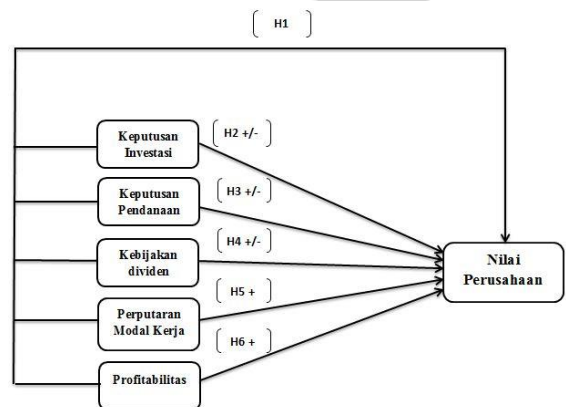 H1
Keputusan
Investasi
H2 +/-
Keputusan
Pendanaan
H3 +/-
Kebijakan
dividen
H4 +/-
Perputaran
Modal Kerja
H5 +
Profitabilitas
H6 +
Nilai
Perusahaan